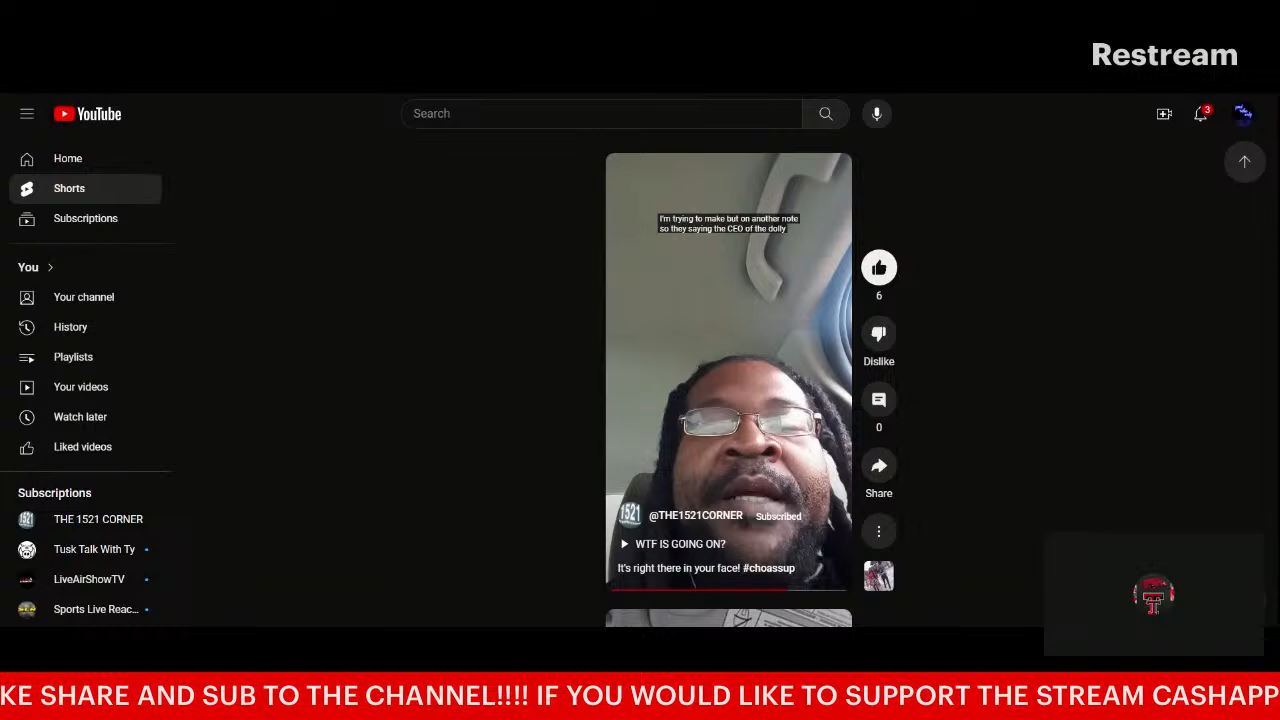 Restream
YouTube
Search
3
Home
Shorts
Subscriptions
You
Your channel
History
Playlists
Your videos
Watch later
Liked videos
Subscriptions
THE 1521 CORNER
Tusk Talk With Ty
LiveAirShowTV
Sports Live Reac...
I'm trying to make but on another note
so they saying the CEO of the dolly
1521
@THE1521CORNER Subscribed
WTF IS GOING ON?
It's right there in your face! #choassup
6
Dislike
0
Share
KE SHARE AND SUB TO THE CHANNEL!!!! IF YOU WOULD LIKE TO SUPPORT THE STREAM CASHAPP